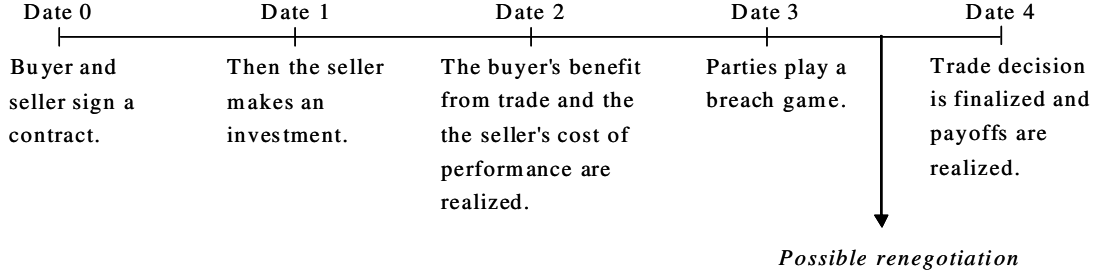 Date 0
Date 1
Date 2
Date 3
Date 4
Buyer and
seller sign a
contract.
Then the seller
makes an
investment.
The buyer's benefit
from trade and the
the seller's cost of
performance are
realized.
Parties play a
breach game.
Trade decision
is finalized and
payoffs are
realized.
Possible renegotiation